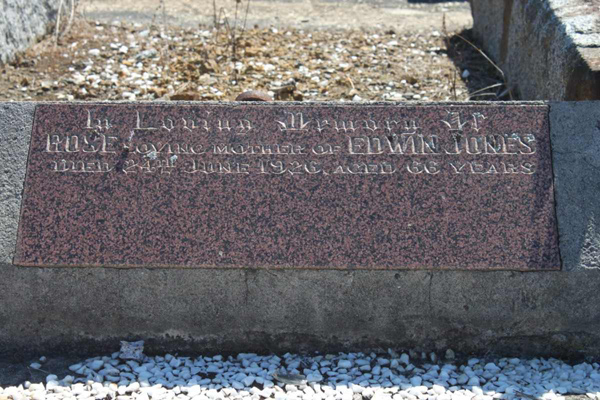 In Loving Memory Of
ROSE, LOVING MOTHER OF EDWIN JONES
DIED 24TH JUNE 1926, AGED 66 YEARS